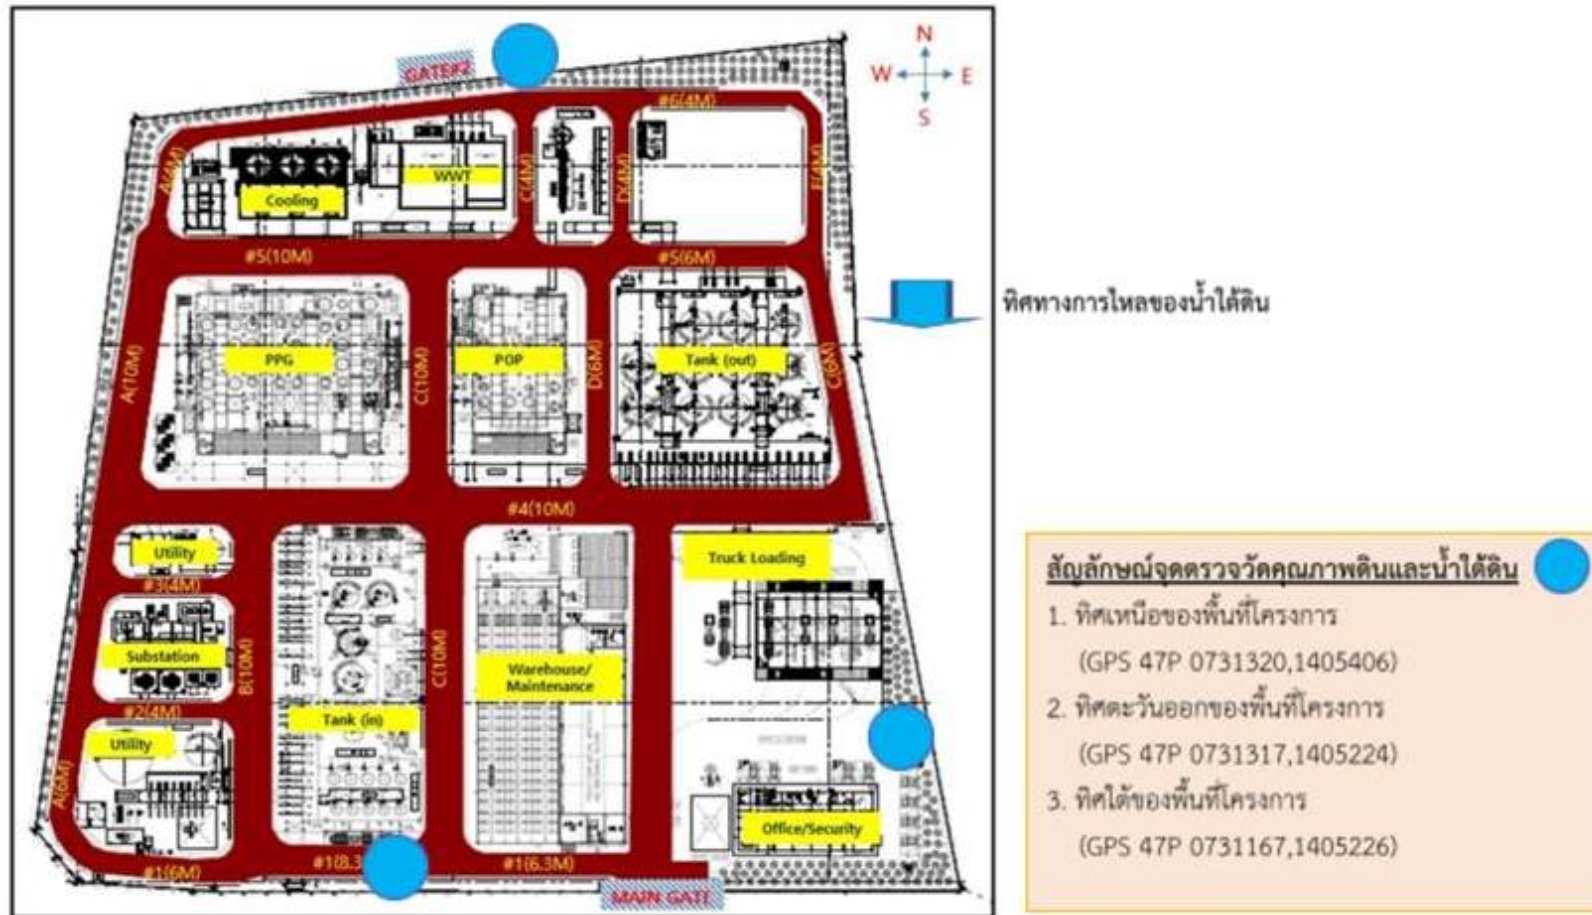 N
W E
S
GATE#2
#6(4M)
A(4M)
Cooling
WWT
C(4M)
D(4M)
E(4M)
#5(10M)
#5(6M)
ทิศทางการไหลของน้ำใต้ดิน
A(10M)
PPG
C(10M)
POP
D(6M)
Tank (out)
C(6M)
#4(10M)
Utility
#3(4M)
Substation
B(10M)
#2(4M)
Utility
A(6M)
Tank (in)
C(10M)
Warehouse/
Maintenance
Truck Loading
Office/Security
#1(6M)
#1(8.3
#1(6.3M)
MAIN GATE
สัญลักษณ์จุดตรวจวัดคุณภาพดินและน้ำใต้ดิน
1. ทิศเหนือของพื้นที่โครงการ
(GPS 47P 0731320,1405406)
2. ทิศตะวันออกของพื้นที่โครงการ
(GPS 47P 0731317,1405224)
3. ทิศใต้ของพื้นที่โครงการ
(GPS 47P 0731167,1405226)